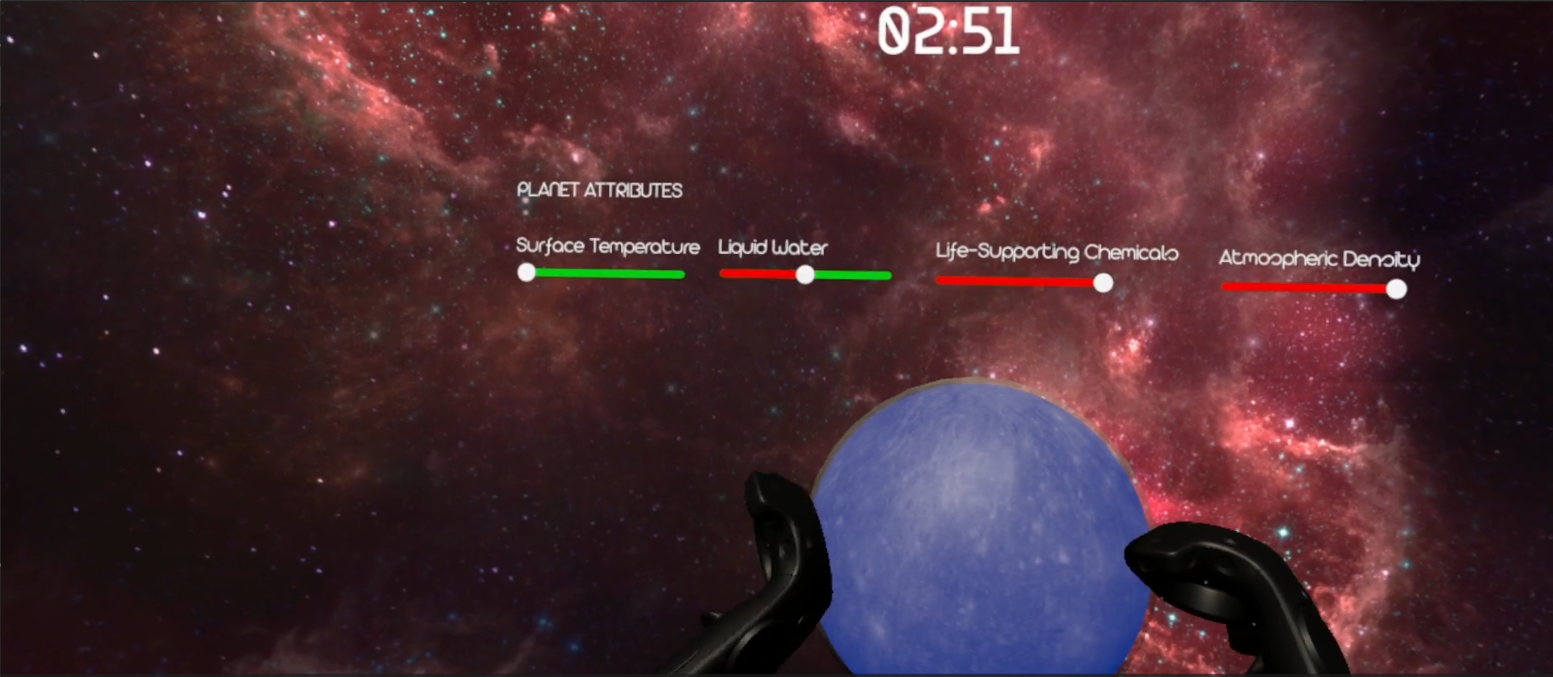 02:51
PLANET ATTRIBUTES
Surface Temperature
Liquid Water
Life-Supporting Chemicals
Atmospheric Density